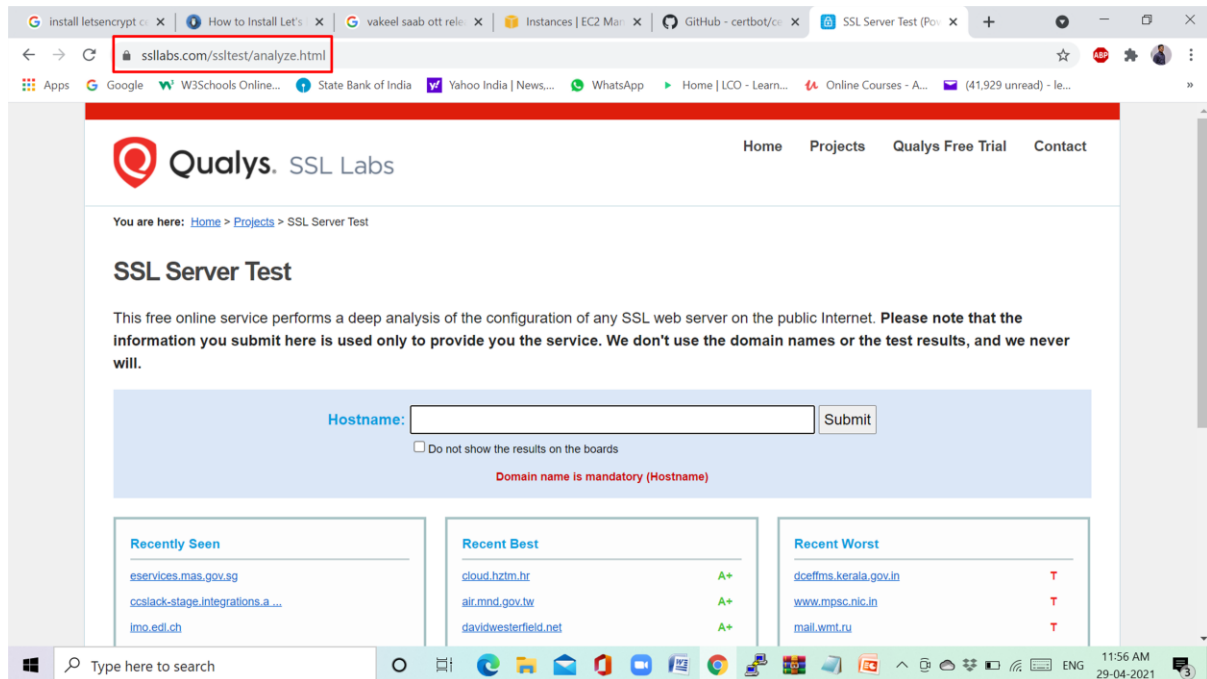 install letsencrypt c
How to Install Let's
vakeel saab ott rele
Instances | EC2 Man
GitHub - certbot/ce
SSL Server Test (Pov
ssllabs.com/ssltest/analyze.html
ABP
Apps
Google
W3Schools Online...
State Bank of India
Yahoo India | News,...
WhatsApp
Home | LCO - Learn...
Online Courses - A...
(41,929 unread) - le...
»
Qualys. SSL Labs
Home Projects Qualys Free Trial Contact
You are here: Home > Projects > SSL Server Test
SSL Server Test
This free online service performs a deep analysis of the configuration of any SSL web server on the public Internet. Please note that the
information you submit here is used only to provide you the service. We don't use the domain names or the test results, and we never
will.
Hostname:
Submit
Do not show the results on the boards
Domain name is mandatory (Hostname)
Recently Seen
eservices.mas.gov.sg
ccslack-stage.integrations.a ...
imo.edl.ch
Recent Best
cloud.hztm.hr A+
air.mnd.gov.tw A+
davidwesterfield.net A+
Recent Worst
dceffms.kerala.gov.in T
www.mpsc.nic.in T
mail.wmt.ru T
Type here to search
ENG
11:56 AM
29-04-2021
3